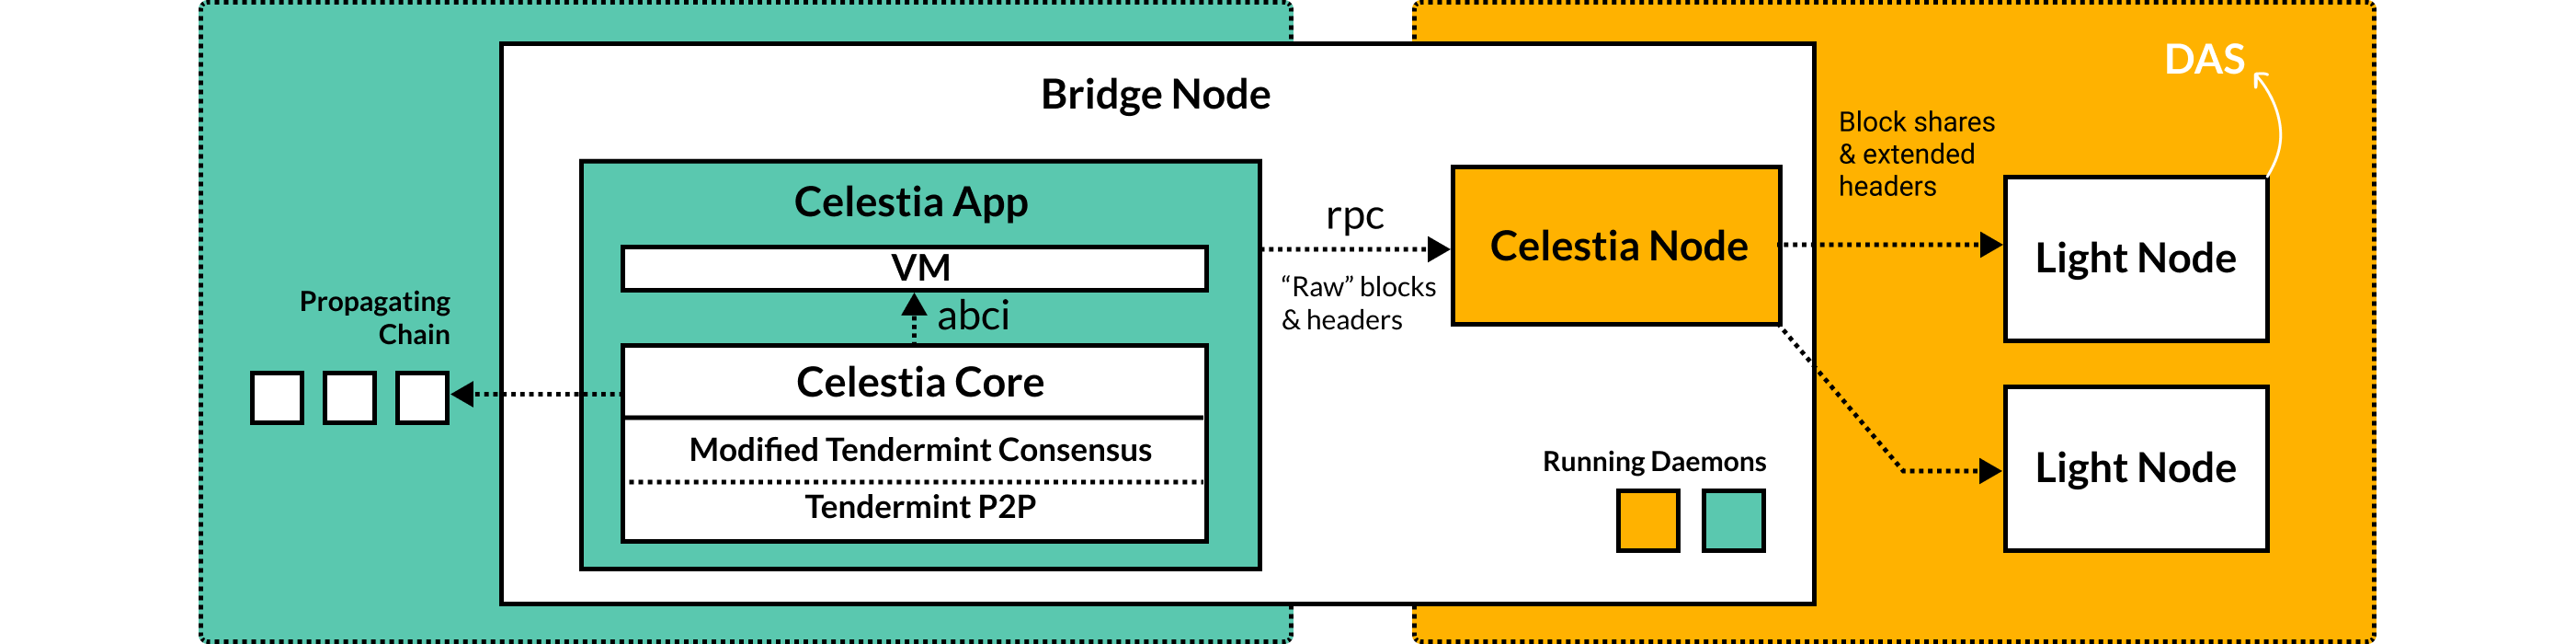 Bridge Node
Celestia App
VM
abci
Celestia Core
Modified Tendermint Consensus
Tendermint P2P
Propagating
Chain
rpc
“Raw” blocks
& headers
Celestia Node
Running Daemons
Block shares
& extended
headers
DAS
Light Node
Light Node